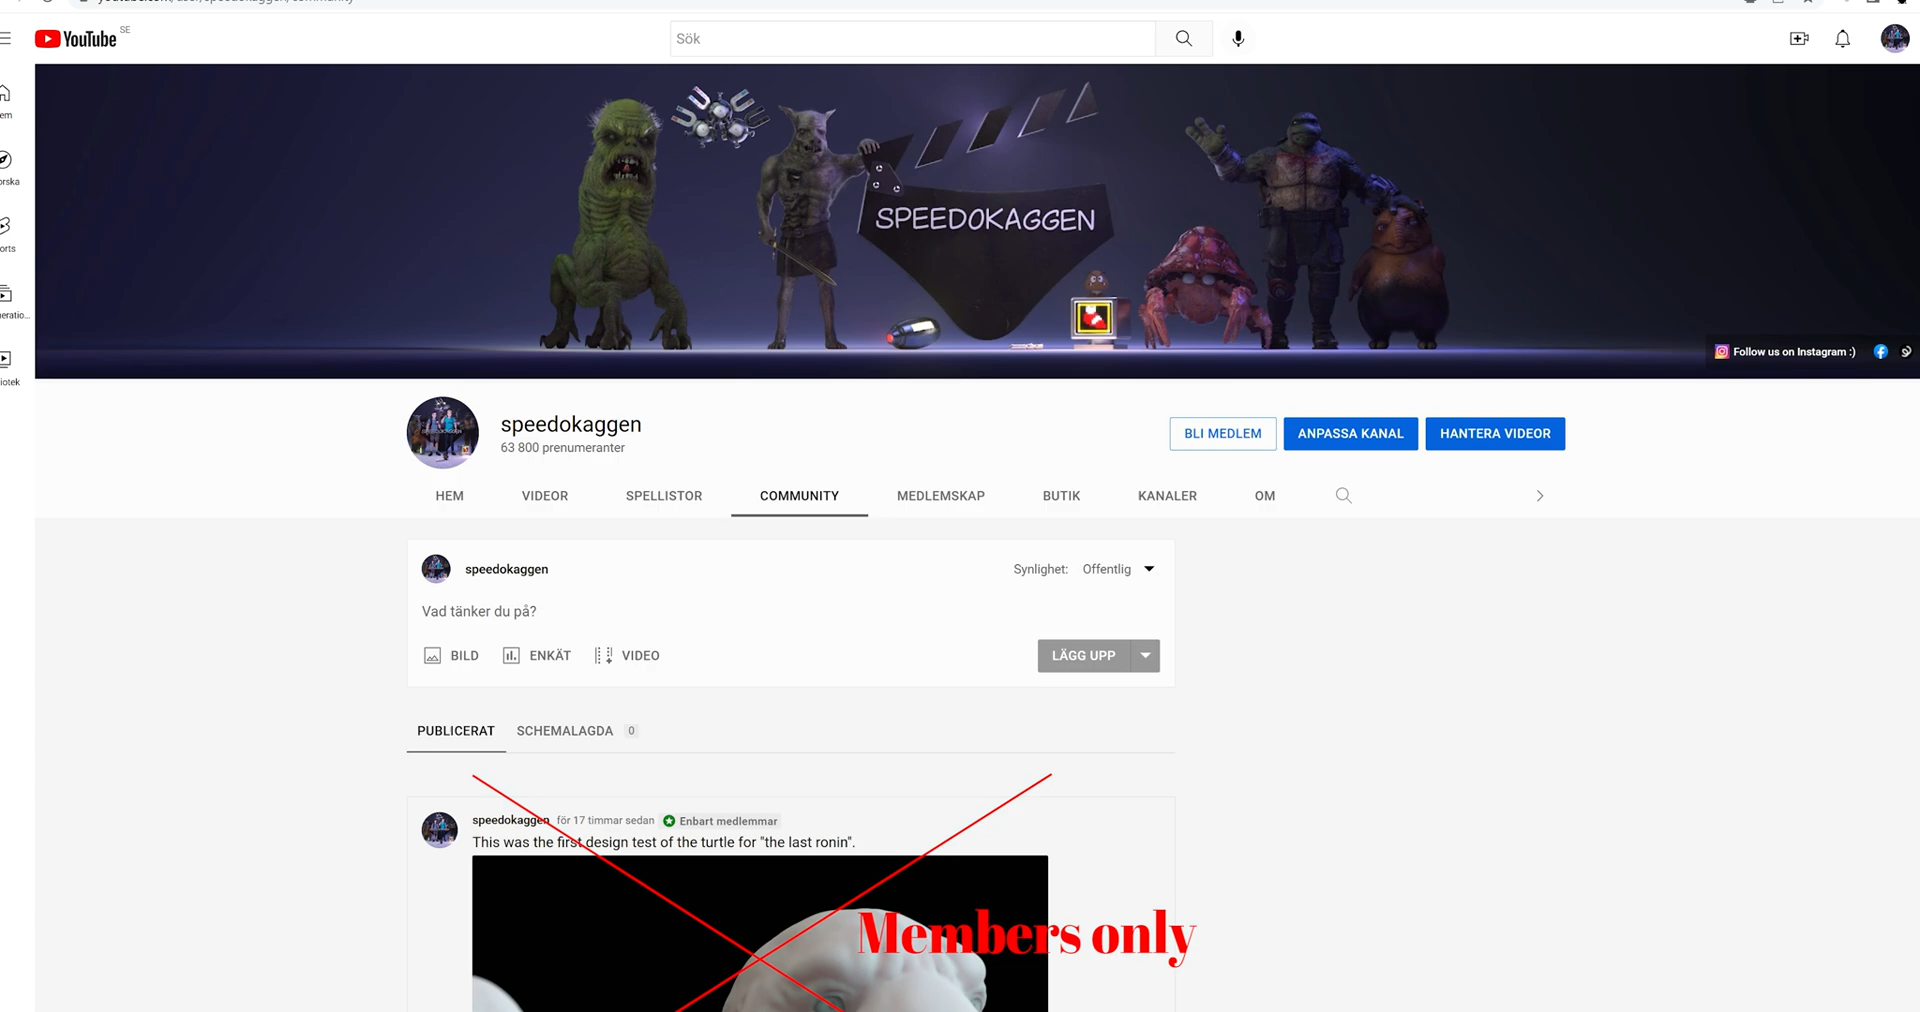 YouTube SE
Sök
SPEEDOKAGGEN
Follow us on Instagram :)
speedokaggen
63 800 prenumeranter
BLI MEDLEM
ANPASSA KANAL
HANTERA VIDEOR
HEM
VIDEOR
SPELLISTOR
COMMUNITY
MEDLEMSKAP
BUTIK
KANALER
OM
speedokaggen
Synlighet: Offentlig
Vad tänker du på?
BILD
ENKÄT
VIDEO
LÄGG UPP
PUBLICERAT
SCHEMALAGDA 0
speedokaggen för 17 timmar sedan Enbart medlemmar
This was the first design test of the turtle for "the last ronin".
Members only